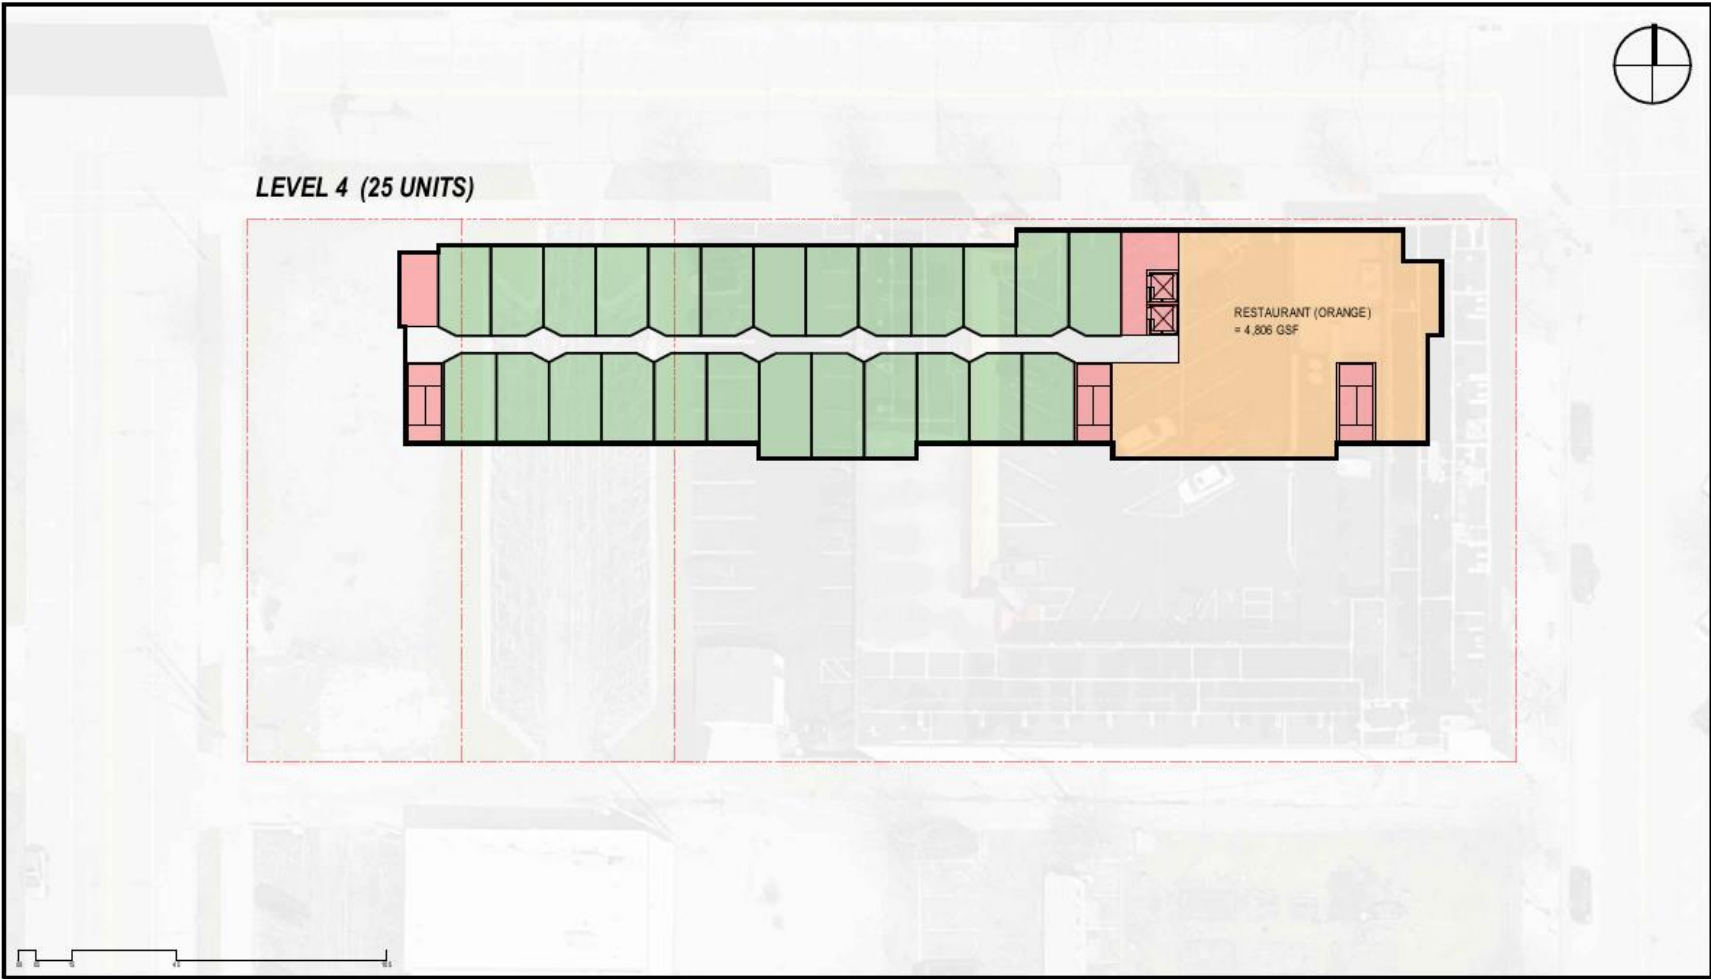 LEVEL 4 (25 UNITS)
RESTAURANT (ORANGE)
= 4,806 GSF